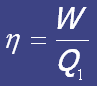 η = W / Q₁